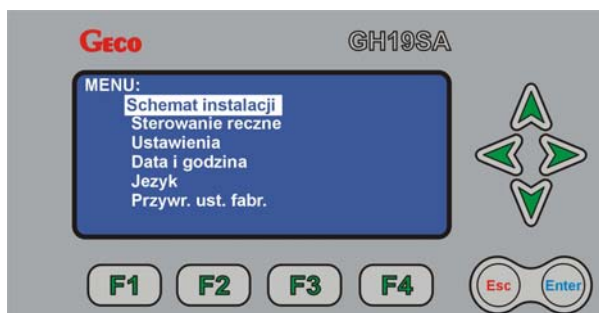 GECO GH19SA
MENU:
Schemat instalacji
Sterowanie reczne
Ustawienia
Data i godzina
Jezyk
Przywr. ust. fabr.
F1 F2 F3 F4 Esc Enter